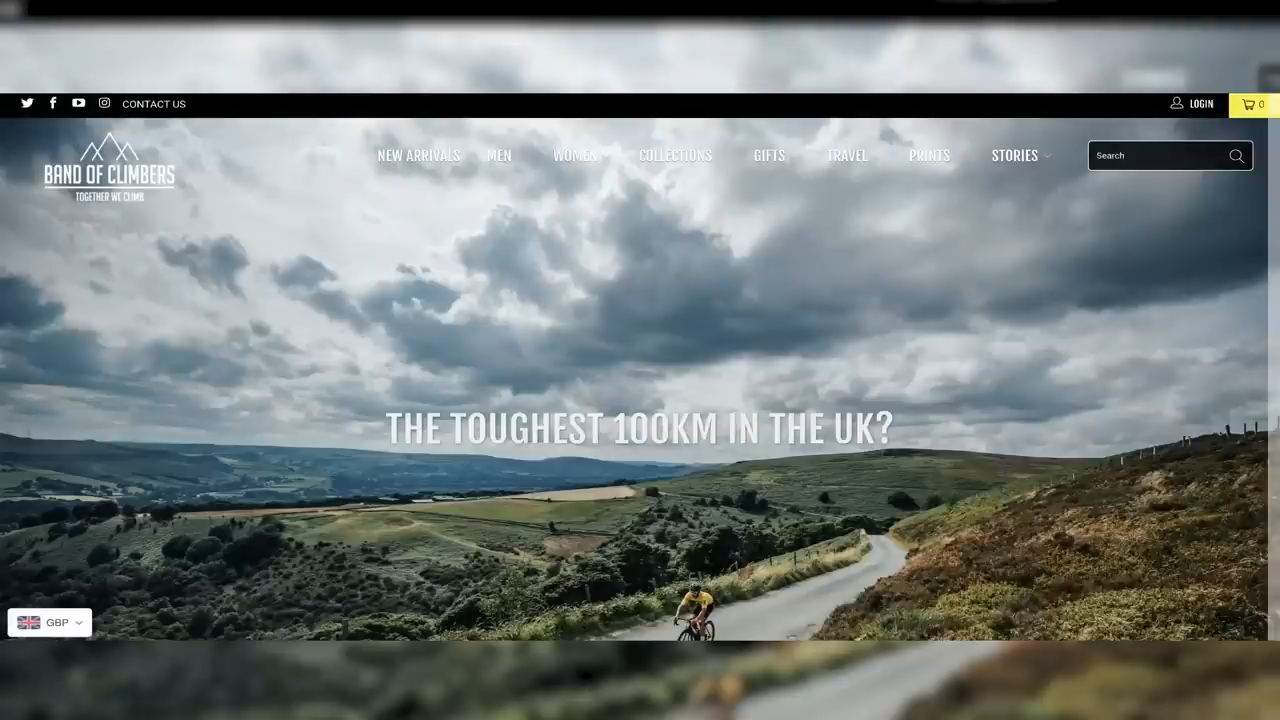 CONTACT US
LOGIN
0
BAND OF CLIMBERS
TOGETHER WE CLIMB
NEW ARRIVALS
MEN
WOMEN
COLLECTIONS
GIFTS
TRAVEL
PRINTS
STORIES
Search
THE TOUGHEST 100KM IN THE UK?
GBP